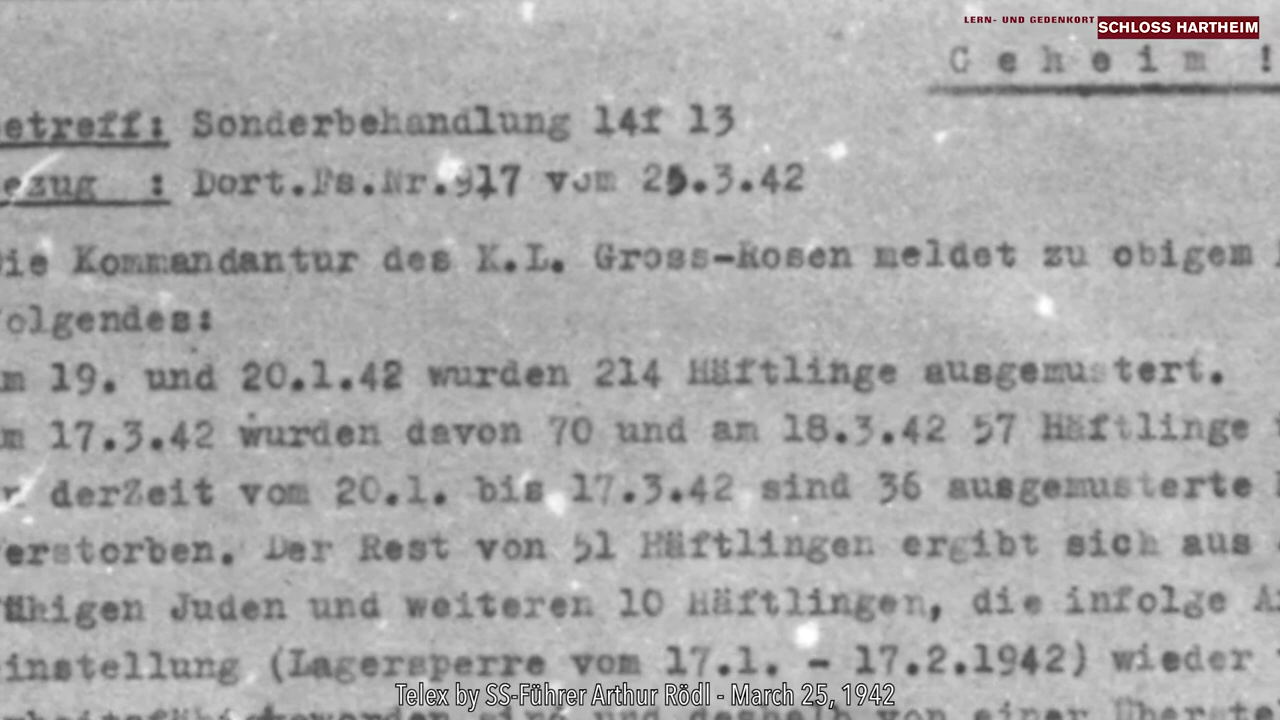 LERN- UND GEDENKORT SCHLOSS HARTHEIM
Geheim!
etreff: Sonderbehandlung 14f 13
ezug : Dort.Fs.Nr.917 vom 25.3.42
ie Kommandantur des K.L. Gross-Rosen meldet zu obigem
olgendes:
m 19. und 20.1.42 wurden 214 Häftlinge ausgemustert.
m 17.3.42 wurden davon 70 und am 18.3.42 57 Häftlinge
derZeit vom 20.1. bis 17.3.42 sind 36 ausgemusterte
erstorben. Der Rest von 51 Häftlingen ergibt sich aus
ähigen Juden und weiteren 10 Häftlingen, die infolge
instellung (Lagersperre vom 17.1. - 17.2.1942) wieder
Telex by SS-Führer Arthur Rödl - March 25, 1942